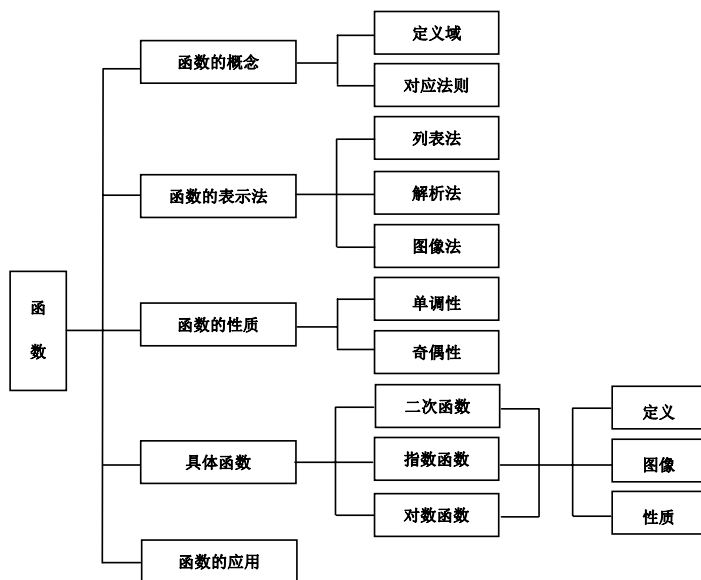 函数
函数的概念
定义域
对应法则
函数的表示法
列表法
解析法
图像法
函数的性质
单调性
奇偶性
具体函数
二次函数
指数函数
对数函数
定义
图像
性质
函数的应用